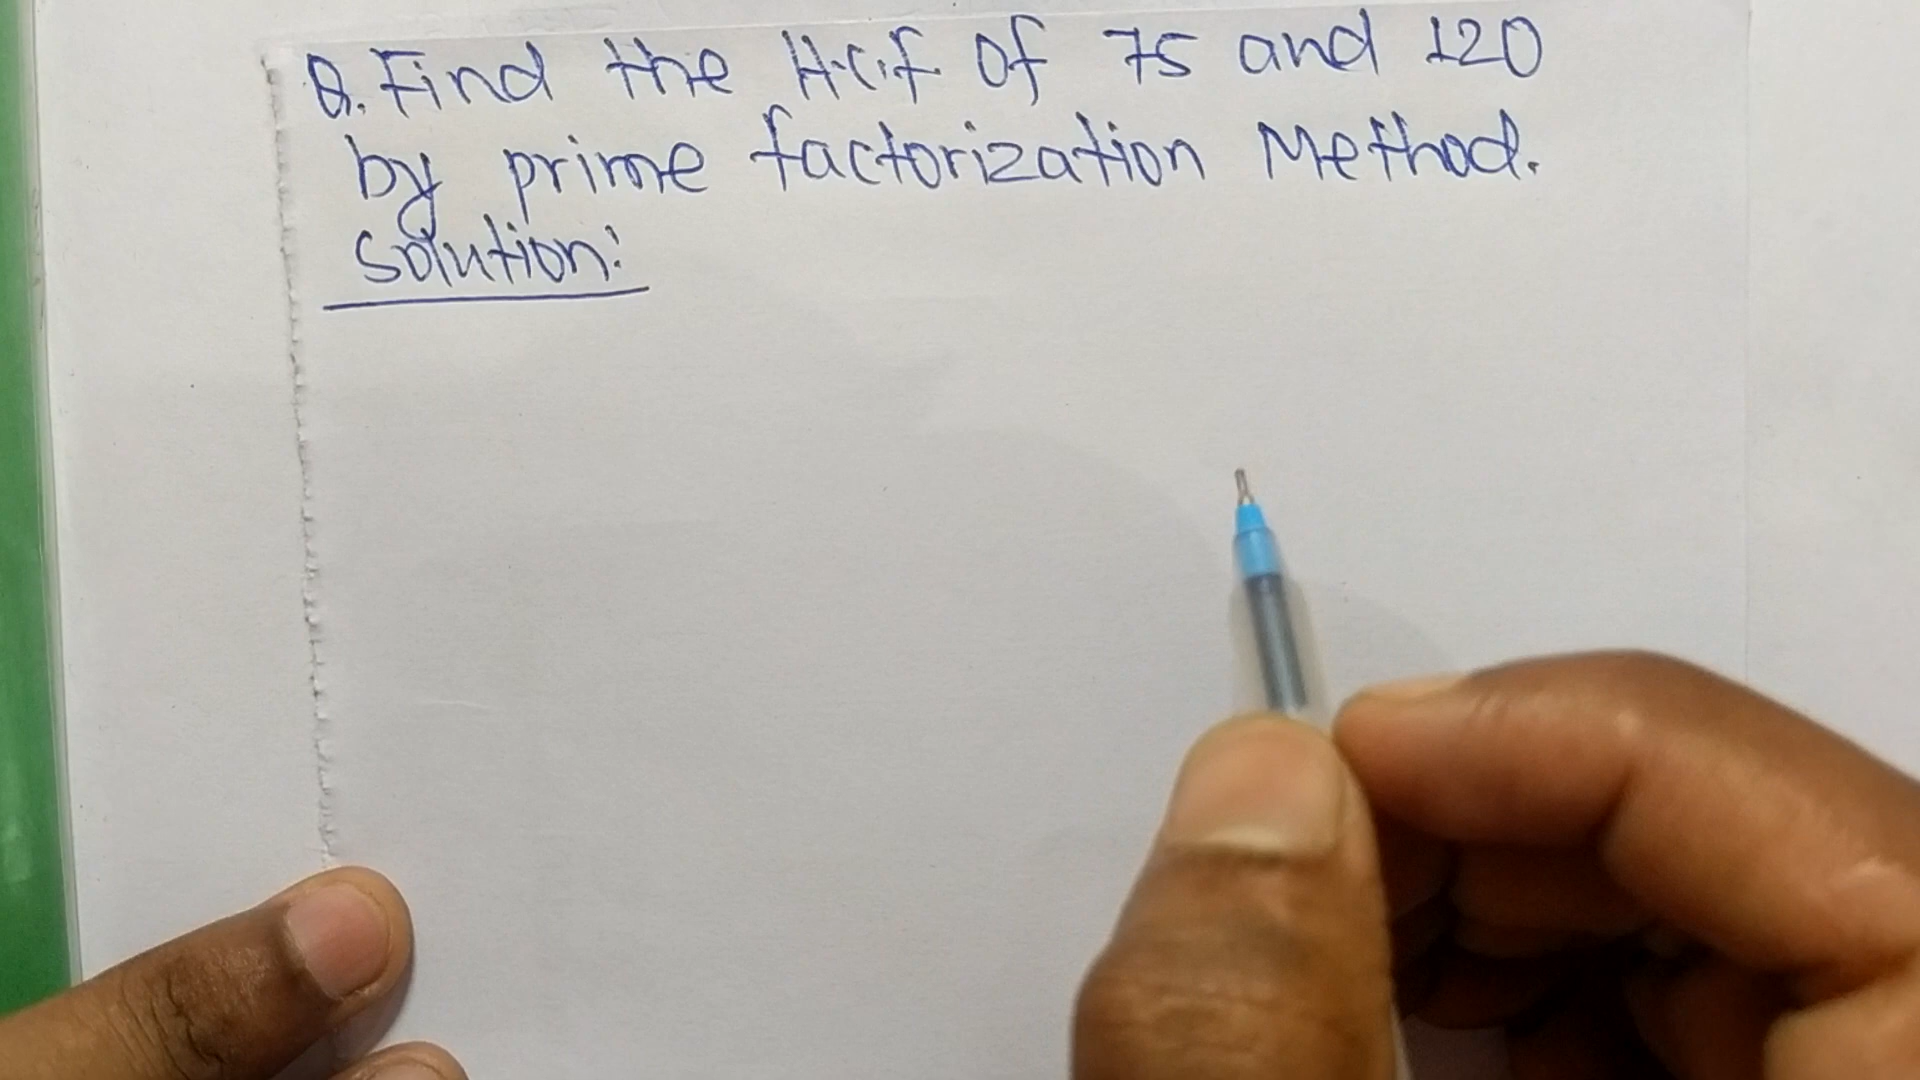 Q. Find the H.C.F. Of 75 and 120
by prime factorization Method.
Solution: